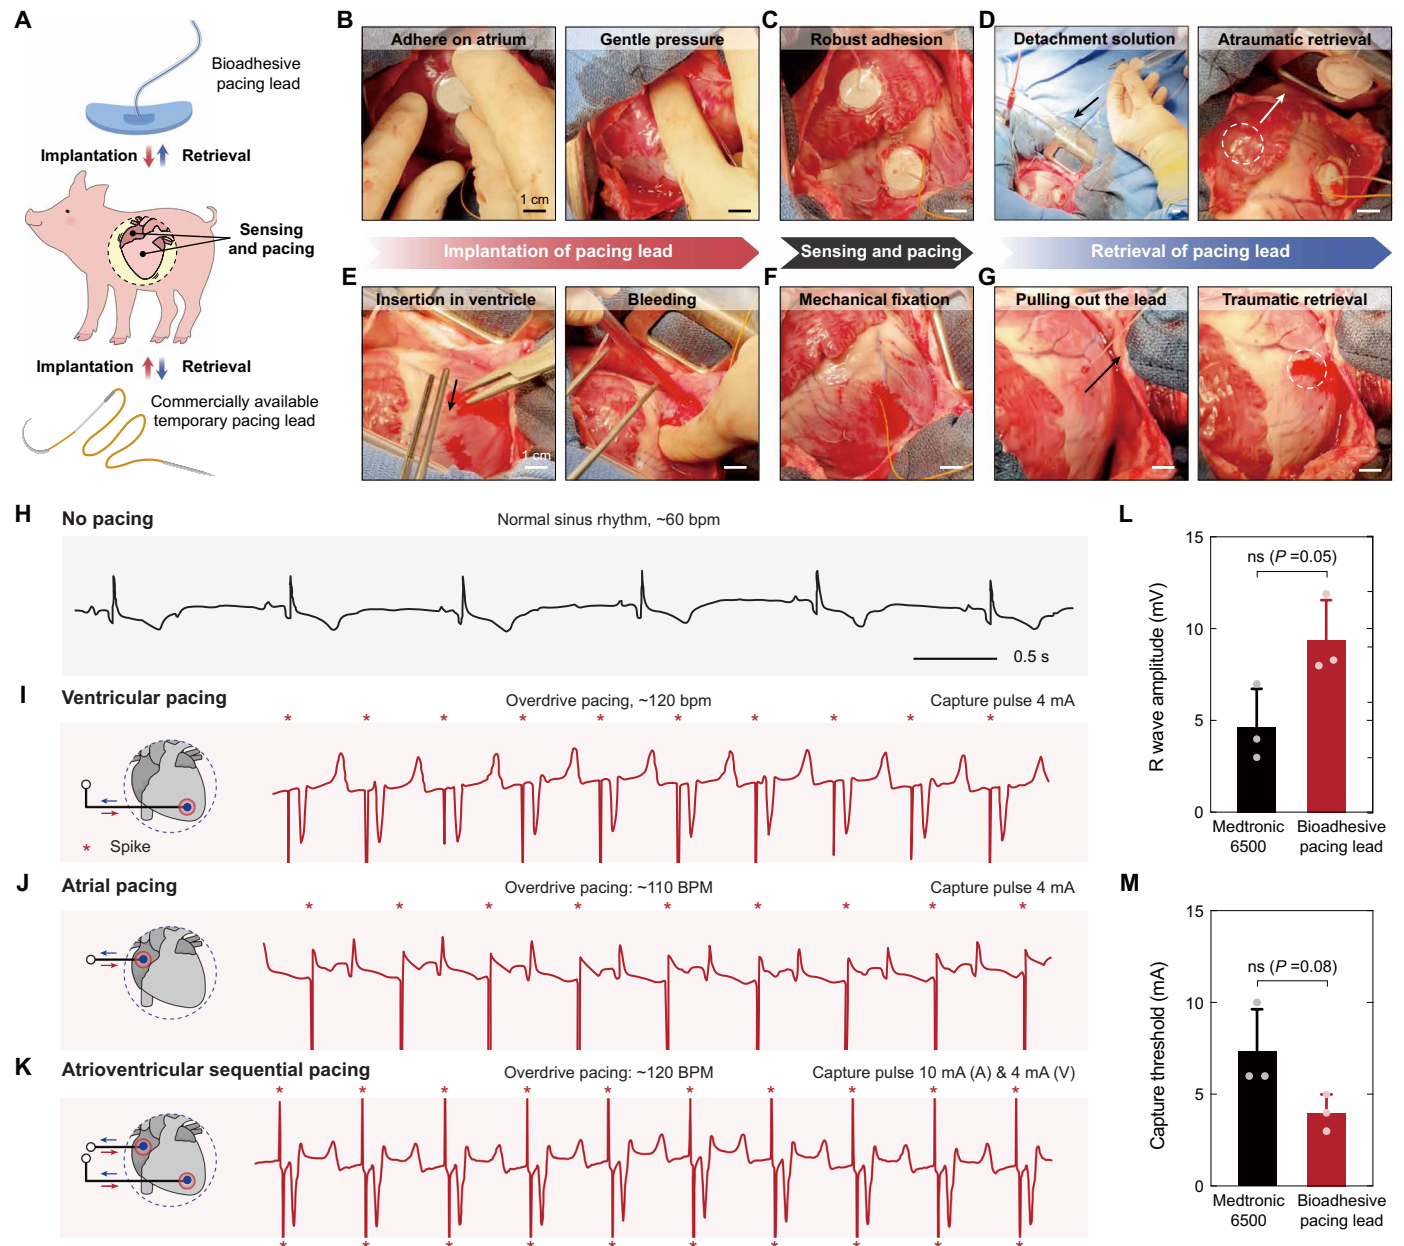 A
Bioadhesive
pacing lead
Implantation
Retrieval
Sensing
and pacing
Implantation
Retrieval
Commercially available
temporary pacing lead
B
Adhere on atrium
1 cm
Gentle pressure
C
Robust adhesion
D
Detachment solution
Atraumatic retrieval
Implantation of pacing lead
Sensing and pacing
Retrieval of pacing lead
E
Insertion in ventricle
1 cm
Bleeding
F
Mechanical fixation
G
Pulling out the lead
Traumatic retrieval
H
No pacing
Normal sinus rhythm, ~60 bpm
0.5 s
I
Ventricular pacing
Overdrive pacing, ~120 bpm
Capture pulse 4 mA
* * * * * * * * * *
* Spike
J
Atrial pacing
Overdrive pacing: ~110 BPM
Capture pulse 4 mA
* * * * * * * * *
K
Atrioventricular sequential pacing
Overdrive pacing: ~120 BPM
Capture pulse 10 mA (A) & 4 mA (V)
* * * * * * * * * *
* * * * * * * * * *
L
R wave amplitude (mV)
15
10
5
0
ns (P =0.05)
Medtronic
6500
Bioadhesive
pacing lead
M
Capture threshold (mA)
15
10
5
0
ns (P =0.08)
Medtronic
6500
Bioadhesive
pacing lead